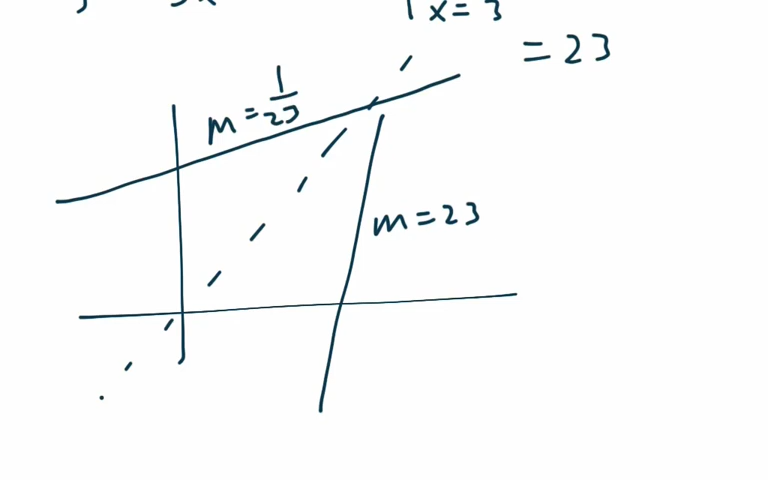 x = 3
= 23
m = 1/23
m = 23